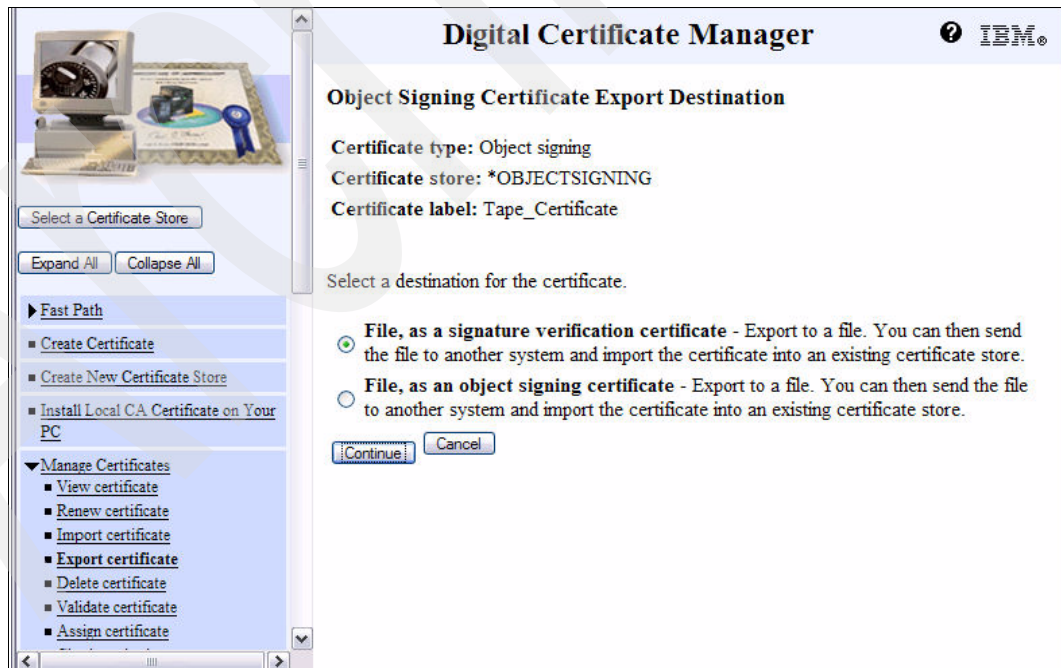 Digital Certificate Manager
IBM®
Select a Certificate Store
Expand All
Collapse All
Fast Path
Create Certificate
Create New Certificate Store
Install Local CA Certificate on Your
PC
Manage Certificates
View certificate
Renew certificate
Import certificate
Export certificate
Delete certificate
Validate certificate
Assign certificate
Object Signing Certificate Export Destination
Certificate type: Object signing
Certificate store: *OBJECTSIGNING
Certificate label: Tape_Certificate
Select a destination for the certificate.
File, as a signature verification certificate - Export to a file. You can then send
the file to another system and import the certificate into an existing certificate store.
File, as an object signing certificate - Export to a file. You can then send the file
to another system and import the certificate into an existing certificate store.
Continue
Cancel